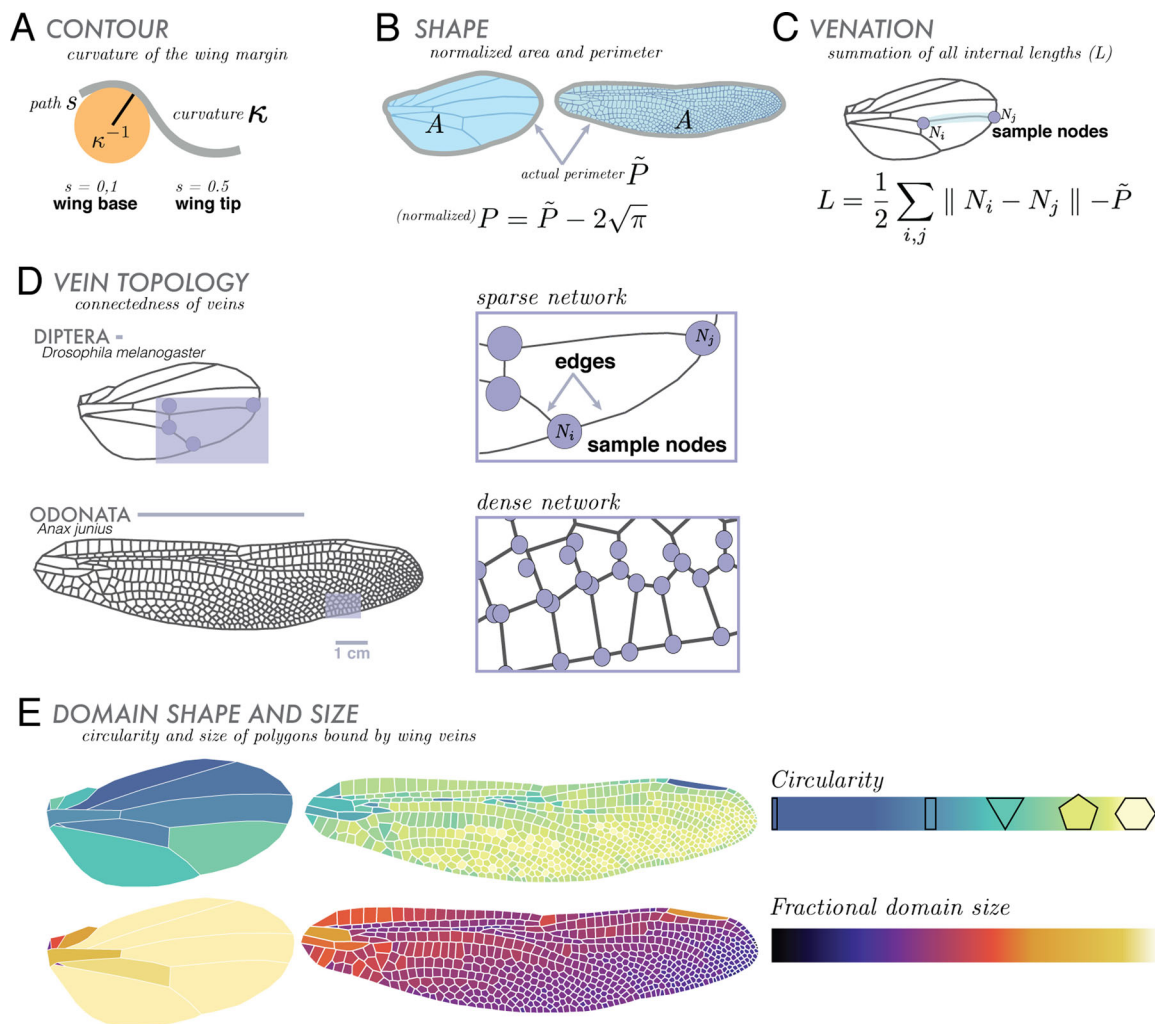 A CONTOUR
curvature of the wing margin
path s
κ⁻¹
curvature κ
s = 0,1
wing base
s = 0.5
wing tip
B SHAPE
normalized area and perimeter
A
A
actual perimeter P̃
(normalized) P = P̃ − 2√π
C VENATION
summation of all internal lengths (L)
N_i
N_j
sample nodes
L = 1/2 ∑_{i,j} ‖ N_i − N_j ‖ −P̃
D VEIN TOPOLOGY
connectedness of veins
DIPTERA
Drosophila melanogaster
sparse network
N_j
edges
N_i
sample nodes
ODONATA
Anax junius
1 cm
dense network
E DOMAIN SHAPE AND SIZE
circularity and size of polygons bound by wing veins
Circularity
Fractional domain size